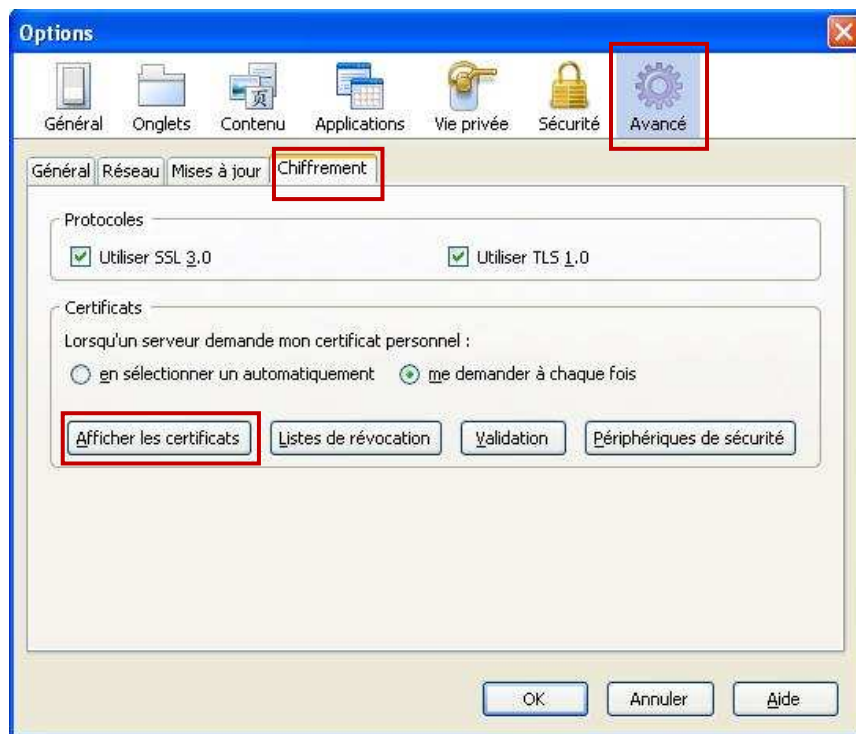 Options
Général Onglets Contenu Applications Vie privée Sécurité Avancé
Général Réseau Mises à jour Chiffrement
Protocoles
Utiliser SSL 3.0 Utiliser TLS 1.0
Certificats
Lorsqu'un serveur demande mon certificat personnel :
en sélectionner un automatiquement me demander à chaque fois
Afficher les certificats Listes de révocation Validation Périphériques de sécurité
OK Annuler Aide